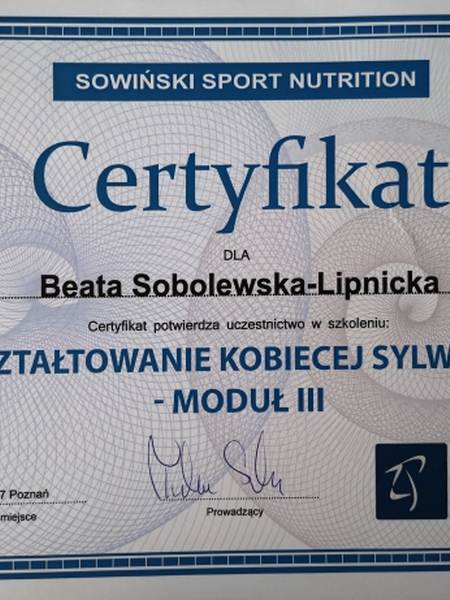 SOWIŃSKI SPORT NUTRITION
Certyfikat
DLA
Beata Sobolewska-Lipnicka
Certyfikat potwierdza uczestnictwo w szkoleniu:
ZTAŁTOWANIE KOBIECEJ SYLW
- MODUŁ III
7 Poznań
miejsce
Prowadzący